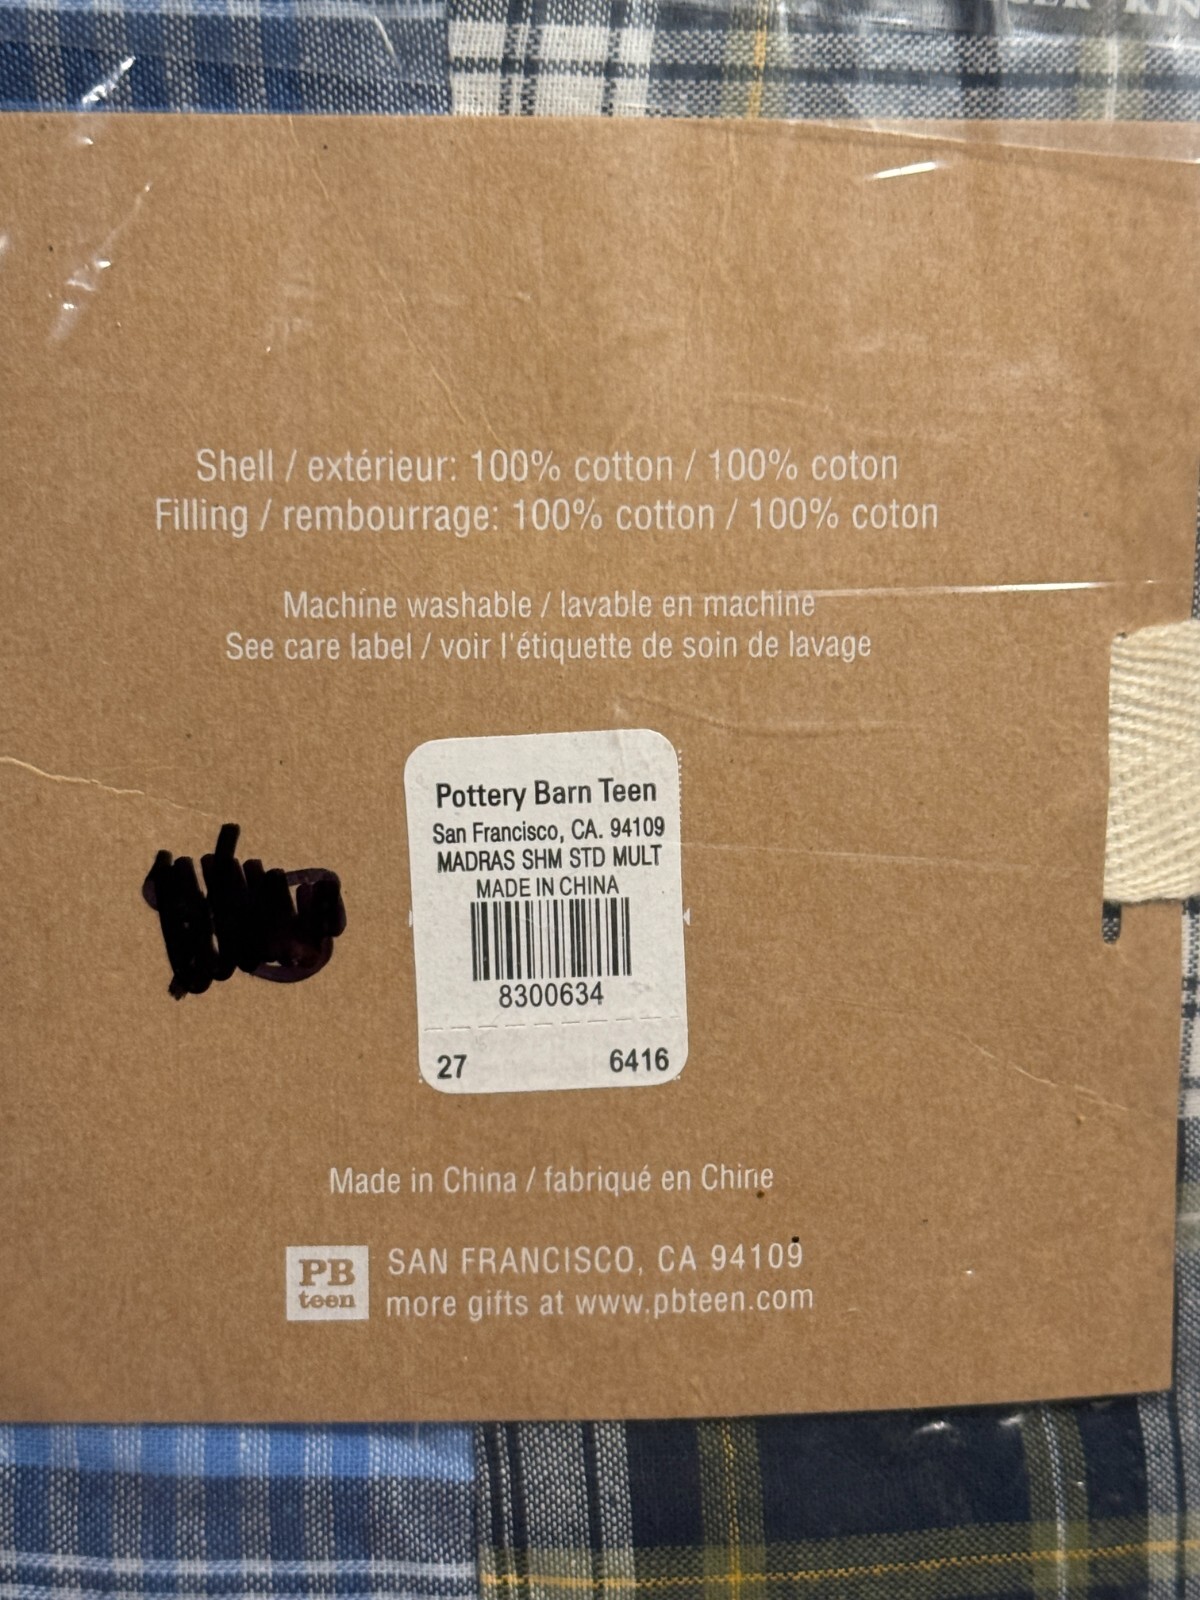 Shell / extérieur: 100% cotton / 100% coton
Filling / rembourrage: 100% cotton / 100% coton
Machine washable / lavable en machine
See care label / voir l'étiquette de soin de lavage
Pottery Barn Teen
San Francisco, CA. 94109
MADRAS SHM STD MULT
MADE IN CHINA
8300634
27 6416
Made in China / fabriqué en Chine
PB
teen
SAN FRANCISCO, CA 94109
more gifts at www.pbteen.com